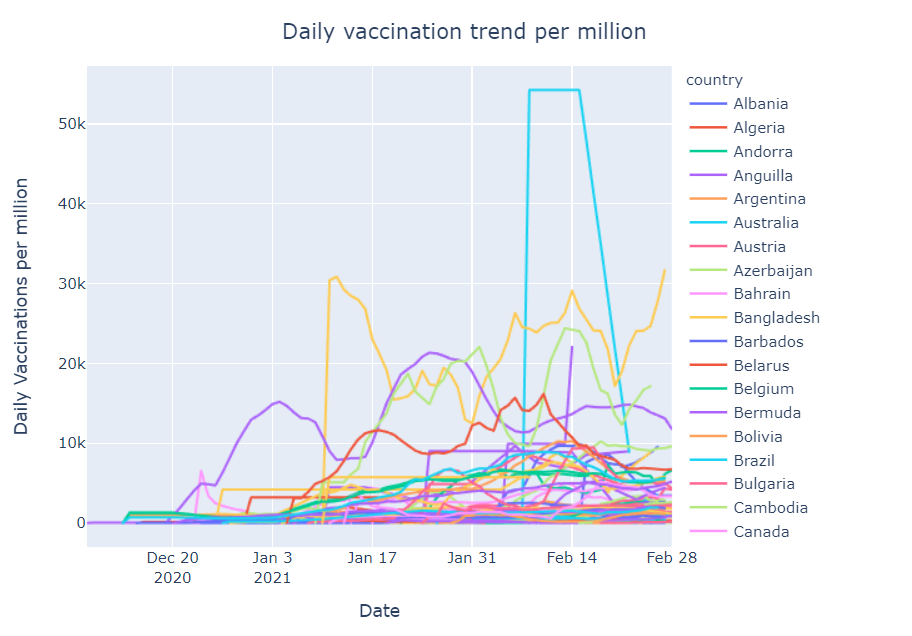 Daily vaccination trend per million
country
Albania
Algeria
Andorra
Anguilla
Argentina
Australia
Austria
Azerbaijan
Bahrain
Bangladesh
Barbados
Belarus
Belgium
Bermuda
Bolivia
Brazil
Bulgaria
Cambodia
Canada
Daily Vaccinations per million
50k
40k
30k
20k
10k
0
Dec 20
2020
Jan 3
2021
Jan 17
Jan 31
Feb 14
Feb 28
Date